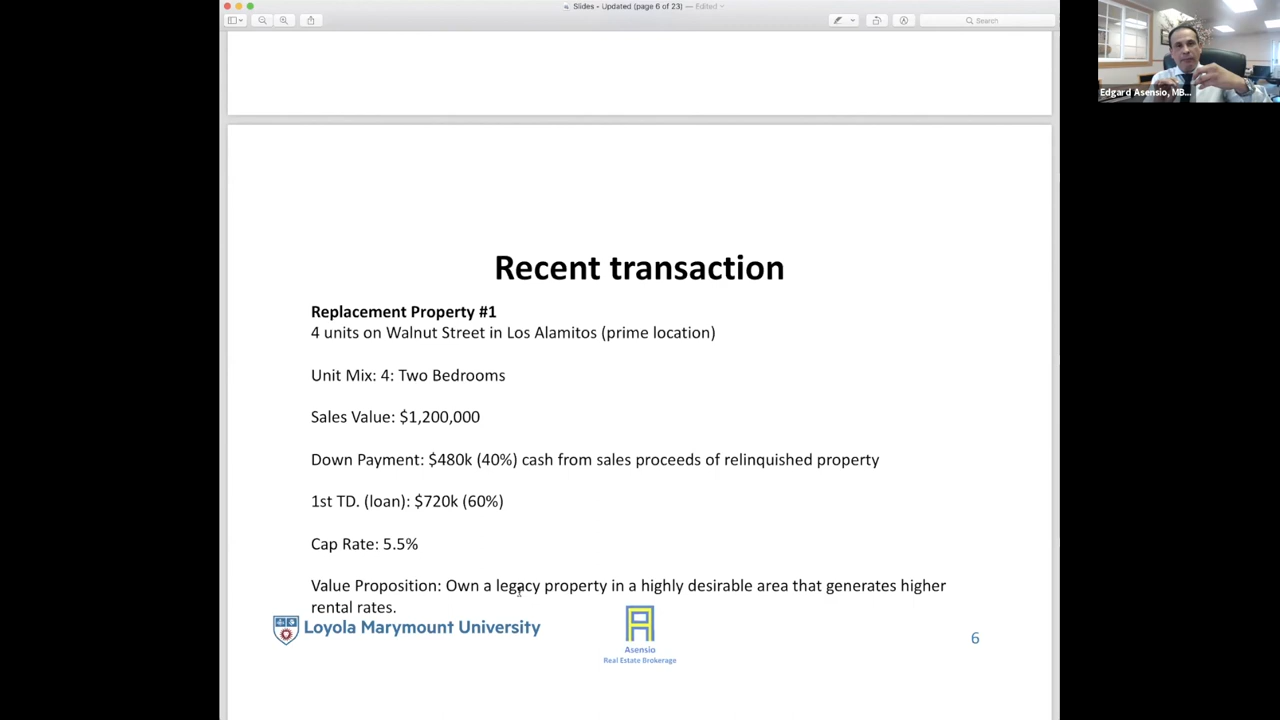 Slides - Updated (page 6 of 23) — Edited
Search
Edgard Asensio, MB...
Recent transaction
Replacement Property #1
4 units on Walnut Street in Los Alamitos (prime location)
Unit Mix: 4: Two Bedrooms
Sales Value: $1,200,000
Down Payment: $480k (40%) cash from sales proceeds of relinquished property
1st TD. (loan): $720k (60%)
Cap Rate: 5.5%
Value Proposition: Own a legacy property in a highly desirable area that generates higher
rental rates.
Loyola Marymount University
Asensio
Real Estate Brokerage
6